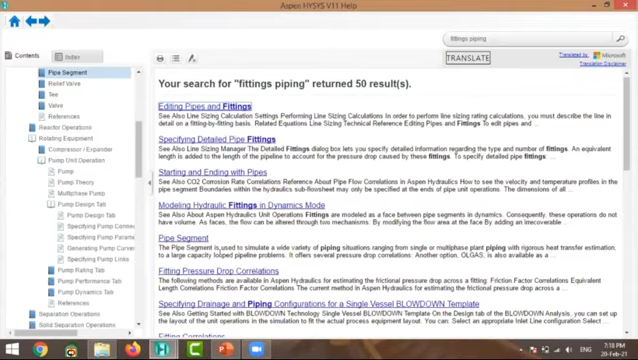 Aspen HYSYS V11 Help
fittings piping
Contents
Index
TRANSLATE
Translated by
Microsoft
Translation Disclaimer
Pipe Segment
Relief Valve
Tee
Valve
References
Reactor Operations
Rotating Equipment
Compressor / Expander
Pump Unit Operation
Pump
Pump Theory
Multiphase Pump
Pump Design Tab
Pump Design Tab
Specifying Pump Conne
Specifying Pump Parame
Generating Pump Curve
Specifying Pump Links
Pump Rating Tab
Pump Performance Tab
Pump Dynamics Tab
References
Separation Operations
Solid Separation Operations
Your search for "fittings piping" returned 50 result(s).
Editing Pipes and Fittings
See Also Line Sizing Calculation Settings Performing Line Sizing Calculations In order to perform line sizing rating calculations, you must describe the line in
detail on a fitting-by-fitting basis. Related Equations Line Sizing Technical Reference Editing Pipes and Fittings To edit pipes and ...
Specifying Detailed Pipe Fittings
See Also Line Sizing Manager The Detailed Fittings dialog box lets you specify detailed information regarding the type and number of fittings. An equivalent
length is added to the length of the pipeline to account for the pressure drop caused by these fittings. To specify detailed pipe fittings, ...
Starting and Ending with Pipes
See Also CO2 Corrosion Rate Correlations Reference About Pipe Flow Correlations in Aspen Hydraulics How to see the velocity and temperature profiles in
the pipe segment Boundaries within the hydraulics sub-flowsheet may only be specified at the ends of pipe unit operations. The dimensions of all ...
Modeling Hydraulic Fittings in Dynamics Mode
See Also About Aspen Hydraulics Unit Operations Fittings are modeled as a face between pipe segments in dynamics. Consequently, these operations do
not have volume. As faces, the flow can be altered through two mechanisms. By modifying the flow area of the face By adding an irrecoverable ...
Pipe Segment
The Pipe Segment is used to simulate a wide variety of piping situations ranging from single or multiphase plant piping with rigorous heat transfer estimation,
to a large capacity looped pipeline problems. It offers several pressure drop correlations. Another option, OLGAS, is also available as a ...
Fitting Pressure Drop Correlations
The following methods are available in Aspen Hydraulics for estimating the frictional pressure drop across a fitting: Friction Factor Correlations Equivalent
Length Correlations Friction Factor Correlations The current method in Aspen Hydraulics for estimating the frictional pressure drop across a ...
Specifying Drainage and Piping Configurations for a Single Vessel BLOWDOWN Template
See Also Getting Started with BLOWDOWN Technology Single Vessel BLOWDOWN Template On the Design tab of the BLOWDOWN Analysis, you can set up
the layout of the unit operations in the simulation to fit the actual process equipment layout. You can: Select an appropriate Inlet Line configuration Select ...
Fitting Correlations
7:18 PM
20-Feb-21